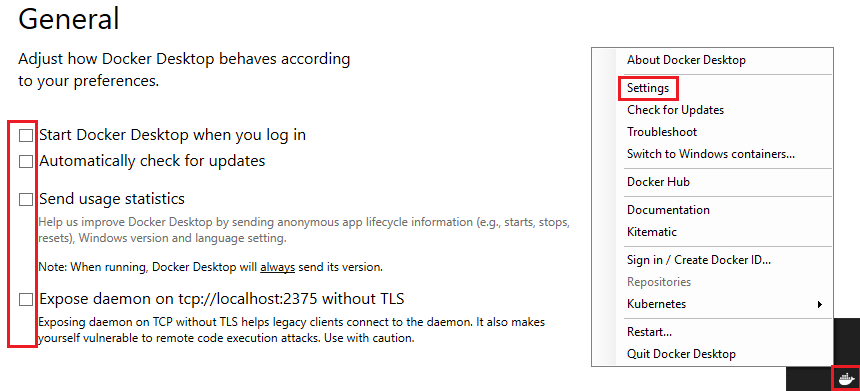 General
Adjust how Docker Desktop behaves according
to your preferences.
Start Docker Desktop when you log in
Automatically check for updates
Send usage statistics
Help us improve Docker Desktop by sending anonymous app lifecycle information (e.g., starts, stops,
resets), Windows version and language setting.
Note: When running, Docker Desktop will always send its version.
Expose daemon on tcp://localhost:2375 without TLS
Exposing daemon on TCP without TLS helps legacy clients connect to the daemon. It also makes
yourself vulnerable to remote code execution attacks. Use with caution.
About Docker Desktop
Settings
Check for Updates
Troubleshoot
Switch to Windows containers...
Docker Hub
Documentation
Kitematic
Sign in / Create Docker ID...
Repositories
Kubernetes
Restart...
Quit Docker Desktop